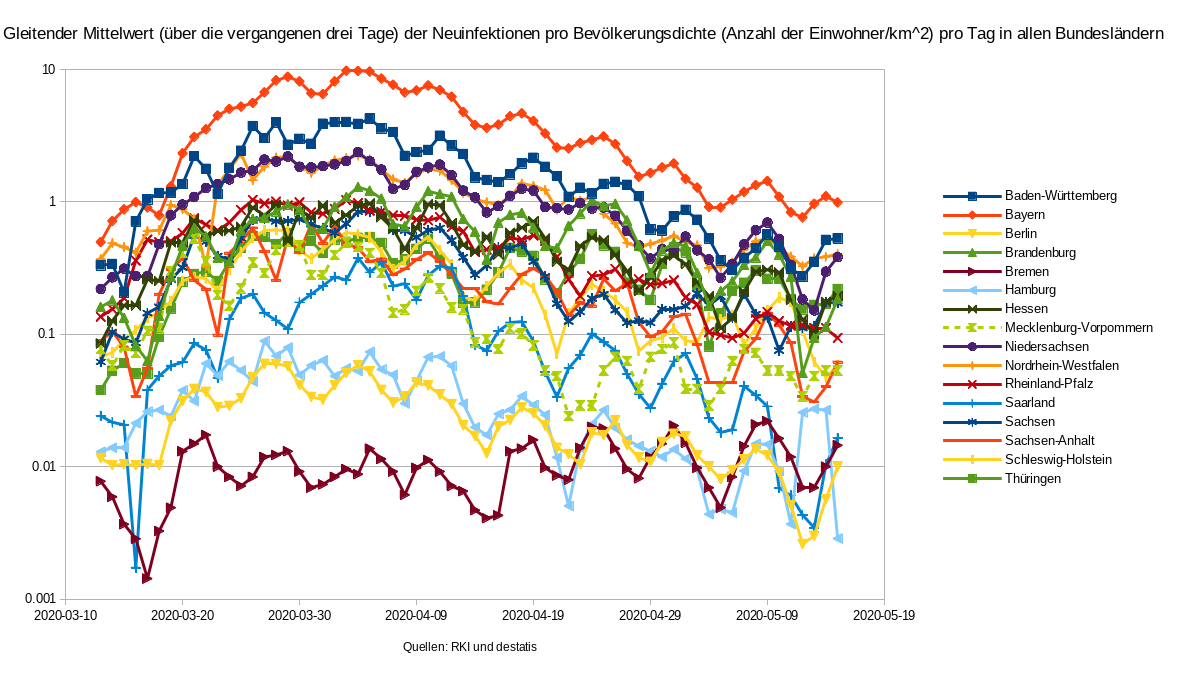 Gleitender Mittelwert (über die vergangenen drei Tage) der Neuinfektionen pro Bevölkerungsdichte (Anzahl der Einwohner/km^2) pro Tag in allen Bundesländern
10
1
0.1
0.01
0.001
2020-03-10 2020-03-20 2020-03-30 2020-04-09 2020-04-19 2020-04-29 2020-05-09 2020-05-19
Quellen: RKI und destatis
Baden-Württemberg
Bayern
Berlin
Brandenburg
Bremen
Hamburg
Hessen
Mecklenburg-Vorpommern
Niedersachsen
Nordrhein-Westfalen
Rheinland-Pfalz
Saarland
Sachsen
Sachsen-Anhalt
Schleswig-Holstein
Thüringen